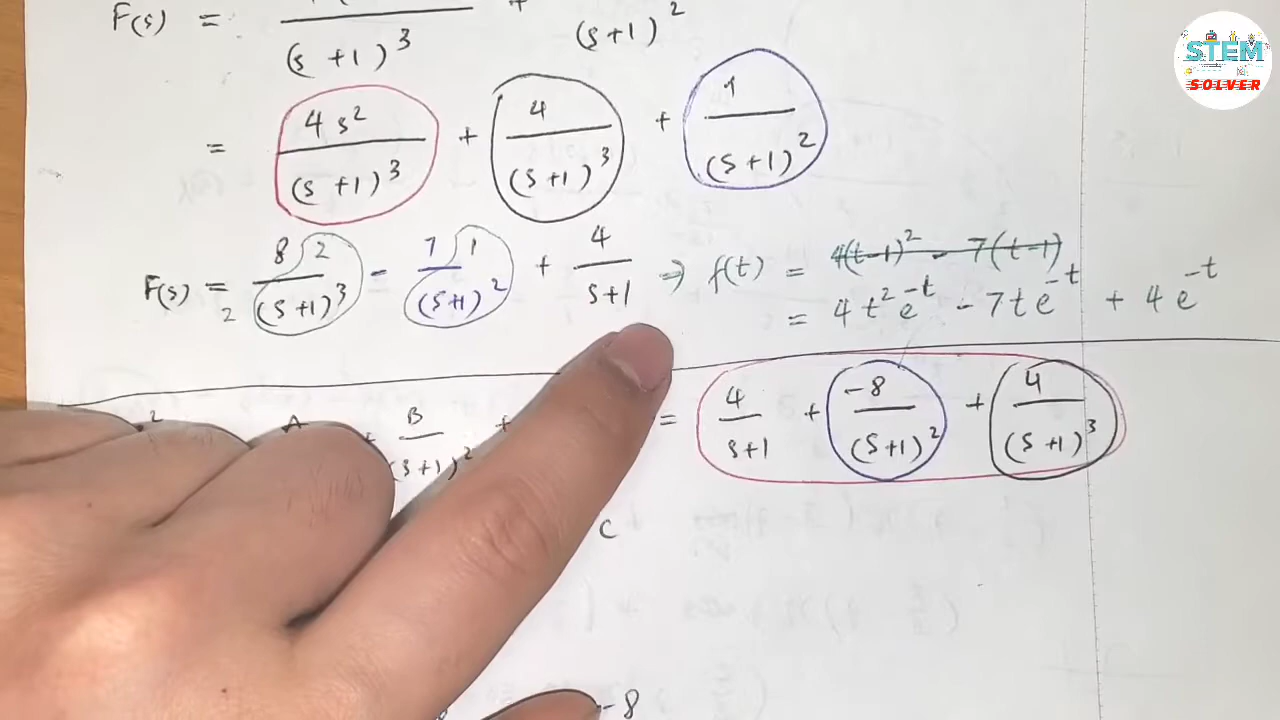 STEM
SOLVER
F(s) = / (s+1)^3 + / (s+1)^2
= 4s^2/(s+1)^3 + 4/(s+1)^3 + 1/(s+1)^2
F(s) = 8 2/2(s+1)^3 - 7 1/(s+1)^2 + 4/(s+1) ⇒ f(t) = 4(t-1)^2 - 7(t-1)
= 4t^2e^-t - 7te^-t + 4e^-t
2 A + B/(s+1)^2 + = 4/(s+1) + -8/(s+1)^2 + 4/(s+1)^3
C
-8